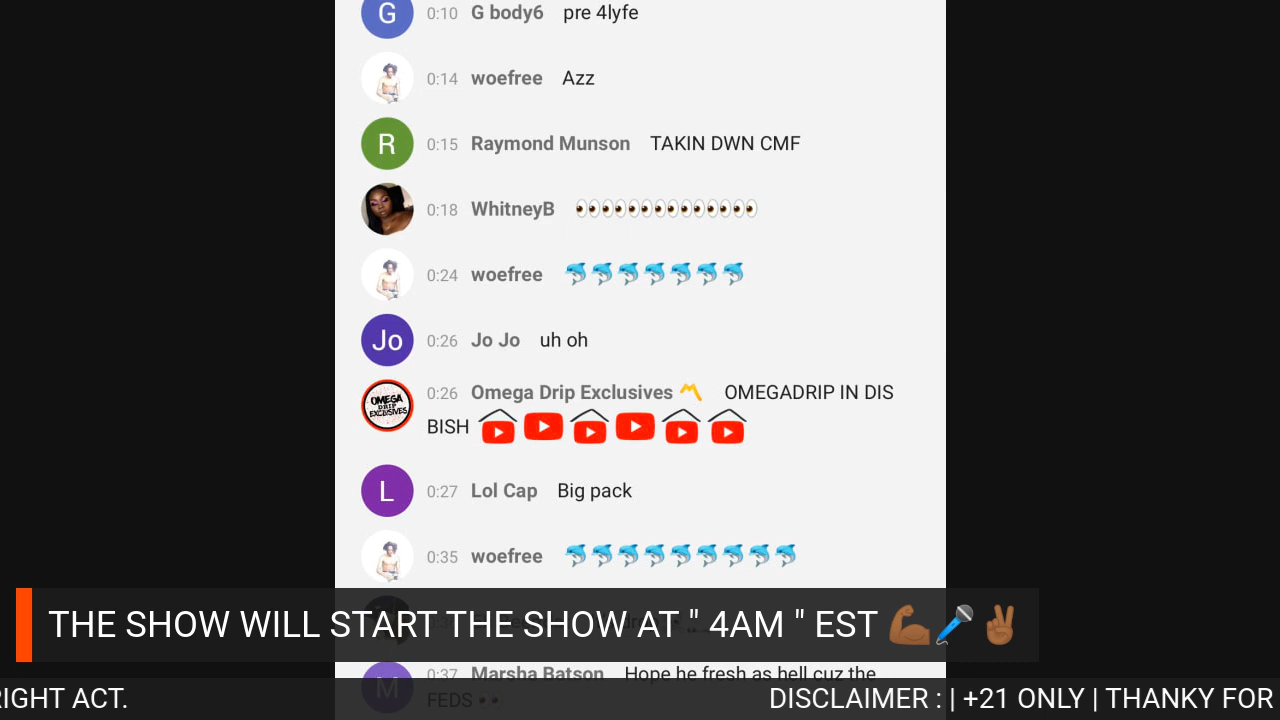 G 0:10 G body6 pre 4lyfe
0:14 woefree Azz
R 0:15 Raymond Munson TAKIN DWN CMF
0:18 WhitneyB 👀👀👀👀👀👀👀
0:24 woefree 🐬🐬🐬🐬🐬🐬🐬
Jo 0:26 Jo Jo uh oh
OMEGA DRIP EXCLUSIVES 0:26 Omega Drip Exclusives 〽️ OMEGADRIP IN DIS
BISH
L 0:27 Lol Cap Big pack
0:35 woefree 🐬🐬🐬🐬🐬🐬🐬🐬🐬
THE SHOW WILL START THE SHOW AT " 4AM " EST 💪🏾🎤✌🏾
M 0:37 Marsha Batson Hope he fresh as hell cuz the
FEDS 👀
RIGHT ACT. DISCLAIMER : | +21 ONLY | THANKY FOR